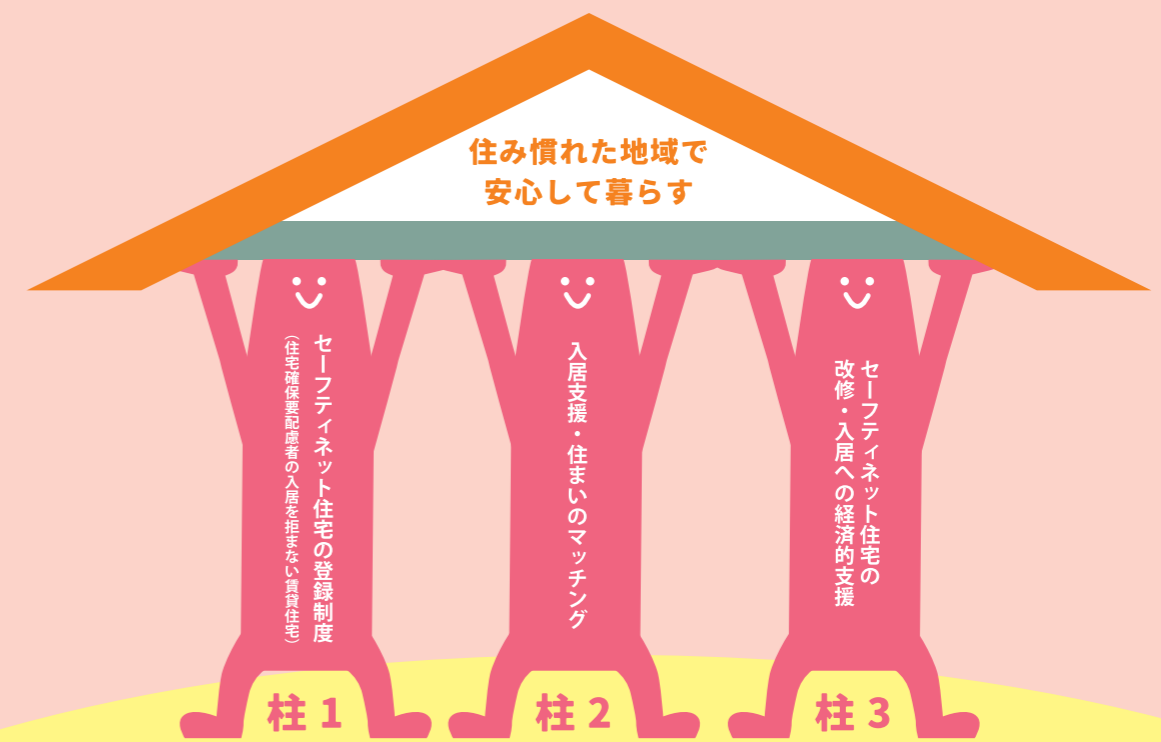 住み慣れた地域で
安心して暮らす
セーフティネット住宅の登録制度
（住宅確保要配慮者の入居を拒まない賃貸住宅）
柱 1
入居支援・住まいのマッチング
柱 2
セーフティネット住宅の
改修・入居への経済的支援
柱 3